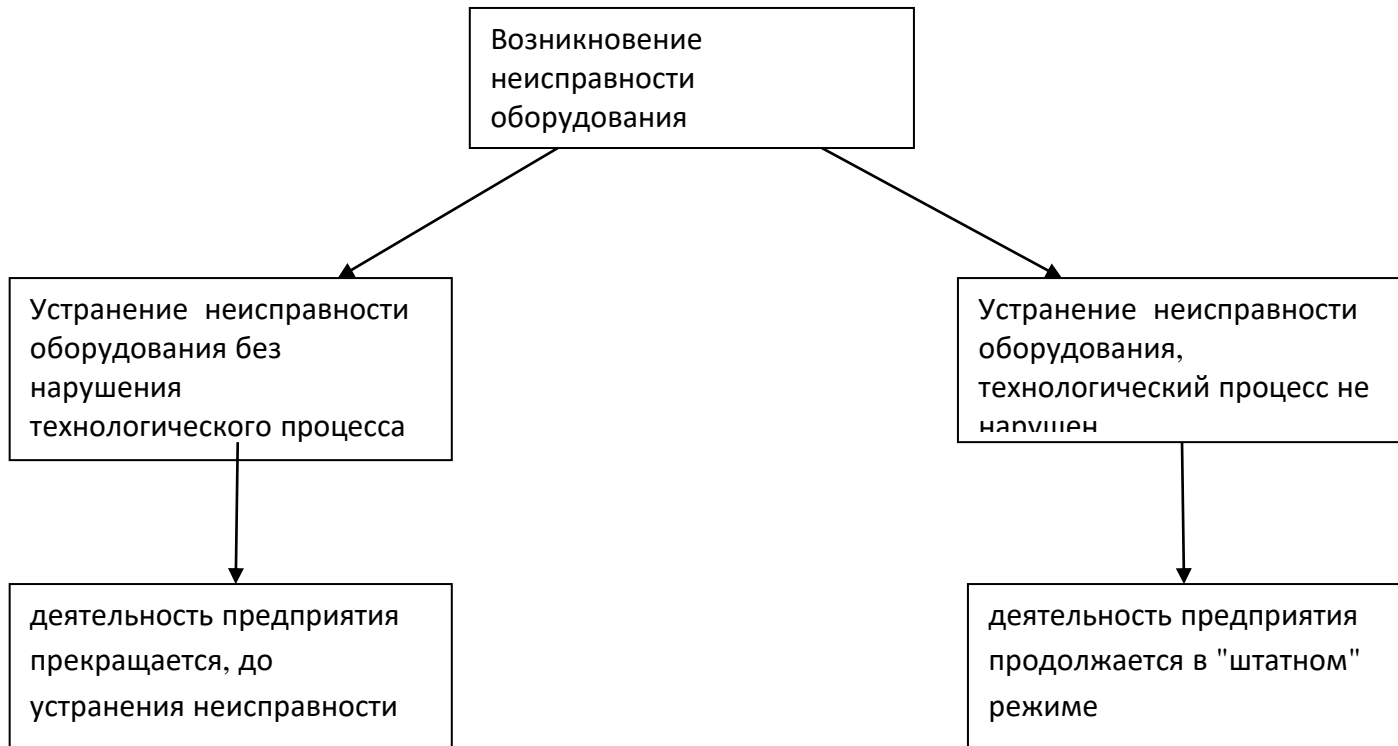 Возникновение
неисправности
оборудования
Устранение неисправности
оборудования без
нарушения
технологического процесса
Устранение неисправности
оборудования,
технологический процесс не
нарушен
деятельность предприятия
прекращается, до
устранения неисправности
деятельность предприятия
продолжается в "штатном"
режиме